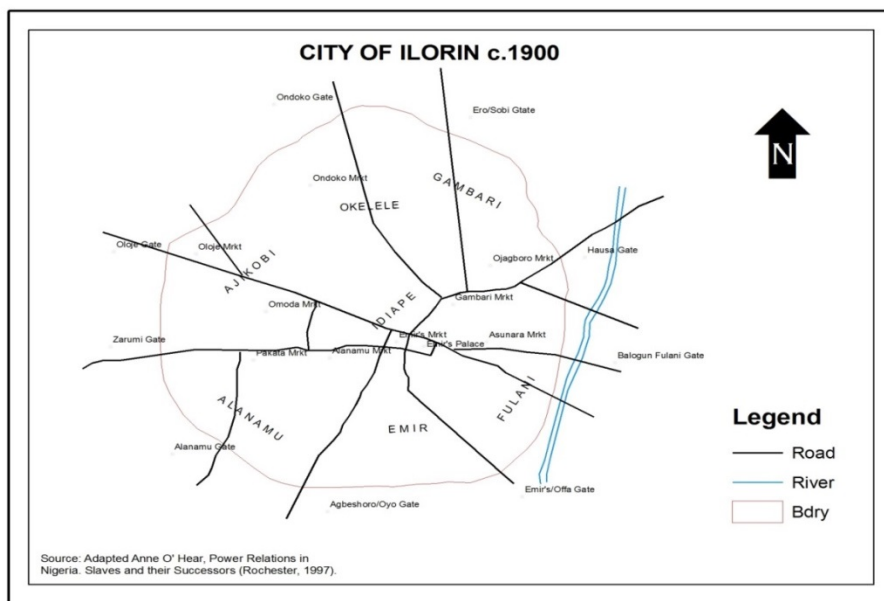 CITY OF ILORIN c.1900
Ondoko Gate
Ero/Sobi Gtate
N
Ondoko Mrkt
GAMBARI
OKELELE
Oloje Gate
Oloje Mrkt
Hausa Gate
AJIKOBI
Ojagboro Mrkt
Omoda Mrkt
IDIAPE
Gambari Mrkt
Zarumi Gate
Emir's Mrkt
Asunara Mrkt
Pakata Mrkt
Alanamu Mrkt
Emir's Palace
Balogun Fulani Gate
FULANI
ALANAMU
EMIR
Alanamu Gate
Emir's/Offa Gate
Agbeshoro/Oyo Gate
Legend
Road
River
Bdry
Source: Adapted Anne O' Hear, Power Relations in
Nigeria. Slaves and their Successors (Rochester, 1997).